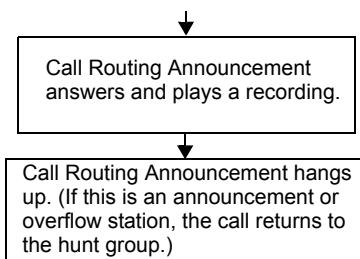 Call Routing Announcement
answers and plays a recording.
Call Routing Announcement hangs
up. (If this is an announcement or
overflow station, the call returns to
the hunt group.)